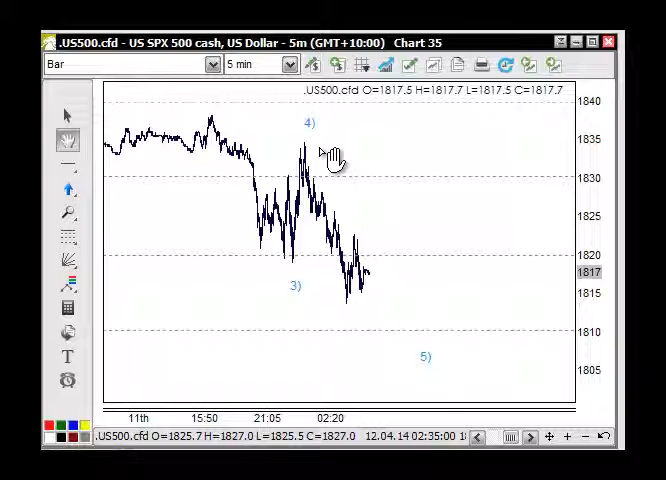 .US500.cfd - US SPX 500 cash, US Dollar - 5m (GMT+10:00) Chart 35
Bar
5 min
.US500.cfd O=1817.5 H=1817.7 L=1817.5 C=1817.7
1840
4)
1835
1830
1825
1820
1817
3)
1815
1810
5)
1805
T
11th 15:50 21:05 02:20
.US500.cfd O=1825.7 H=1827.0 L=1825.5 C=1827.0 12.04.14 02:35:00